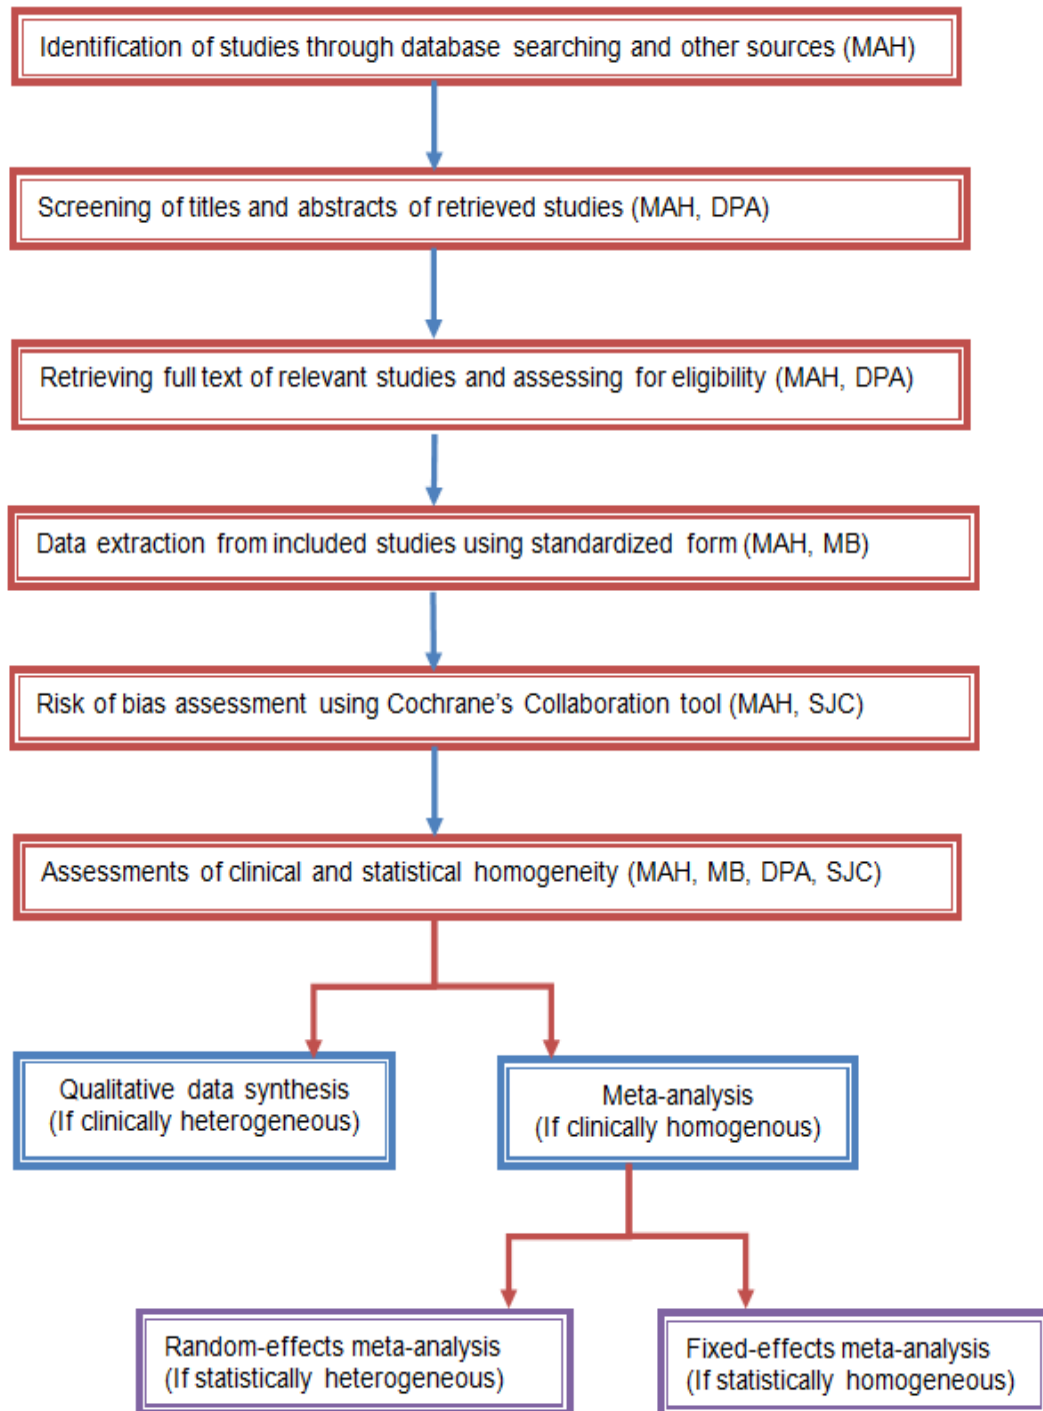 Identification of studies through database searching and other sources (MAH)
Screening of titles and abstracts of retrieved studies (MAH, DPA)
Retrieving full text of relevant studies and assessing for eligibility (MAH, DPA)
Data extraction from included studies using standardized form (MAH, MB)
Risk of bias assessment using Cochrane’s Collaboration tool (MAH, SJC)
Assessments of clinical and statistical homogeneity (MAH, MB, DPA, SJC)
Qualitative data synthesis
(If clinically heterogeneous)
Meta-analysis
(If clinically homogenous)
Random-effects meta-analysis
(If statistically heterogeneous)
Fixed-effects meta-analysis
(If statistically homogeneous)